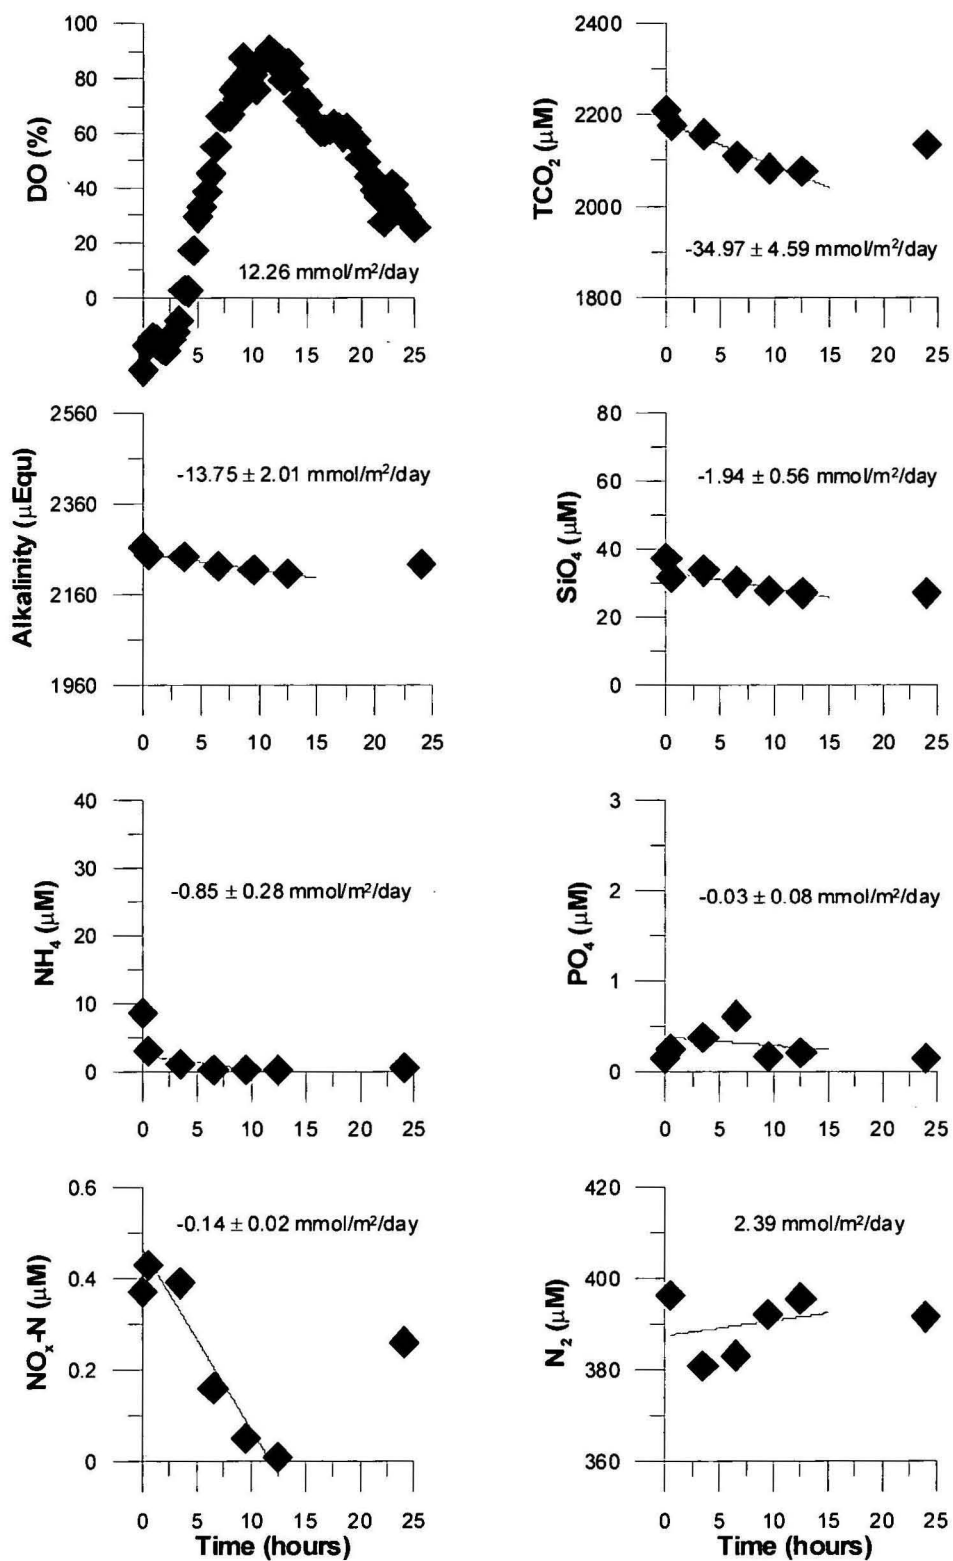 100
80
60
40
20
0
DO (%)
12.26 mmol/m²/day
5 10 15 20 25
2400
2200
2000
1800
TCO₂ (μM)
-34.97 ± 4.59 mmol/m²/day
0 5 10 15 20 25
2560
2360
2160
1960
Alkalinity (μEqu)
-13.75 ± 2.01 mmol/m²/day
0 5 10 15 20 25
80
60
40
20
0
SiO₄ (μM)
-1.94 ± 0.56 mmol/m²/day
0 5 10 15 20 25
40
30
20
10
0
NH₄ (μM)
-0.85 ± 0.28 mmol/m²/day
0 5 10 15 20 25
3
2
1
0
PO₄ (μM)
-0.03 ± 0.08 mmol/m²/day
0 5 10 15 20 25
0.6
0.4
0.2
0
NOₓ-N (μM)
-0.14 ± 0.02 mmol/m²/day
0 5 10 15 20 25
Time (hours)
420
400
380
360
N₂ (μM)
2.39 mmol/m²/day
0 5 10 15 20 25
Time (hours)